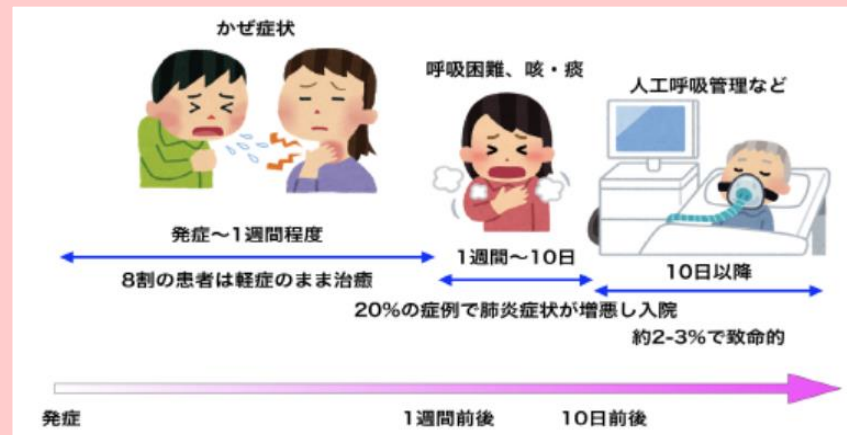 かぜ症状
呼吸困難、咳・痰
人工呼吸管理など
発症〜1週間程度
8割の患者は軽症のまま治癒
1週間〜10日
20%の症例で肺炎症状が増悪し入院
10日以降
約2-3%で致命的
発症
1週間前後
10日前後